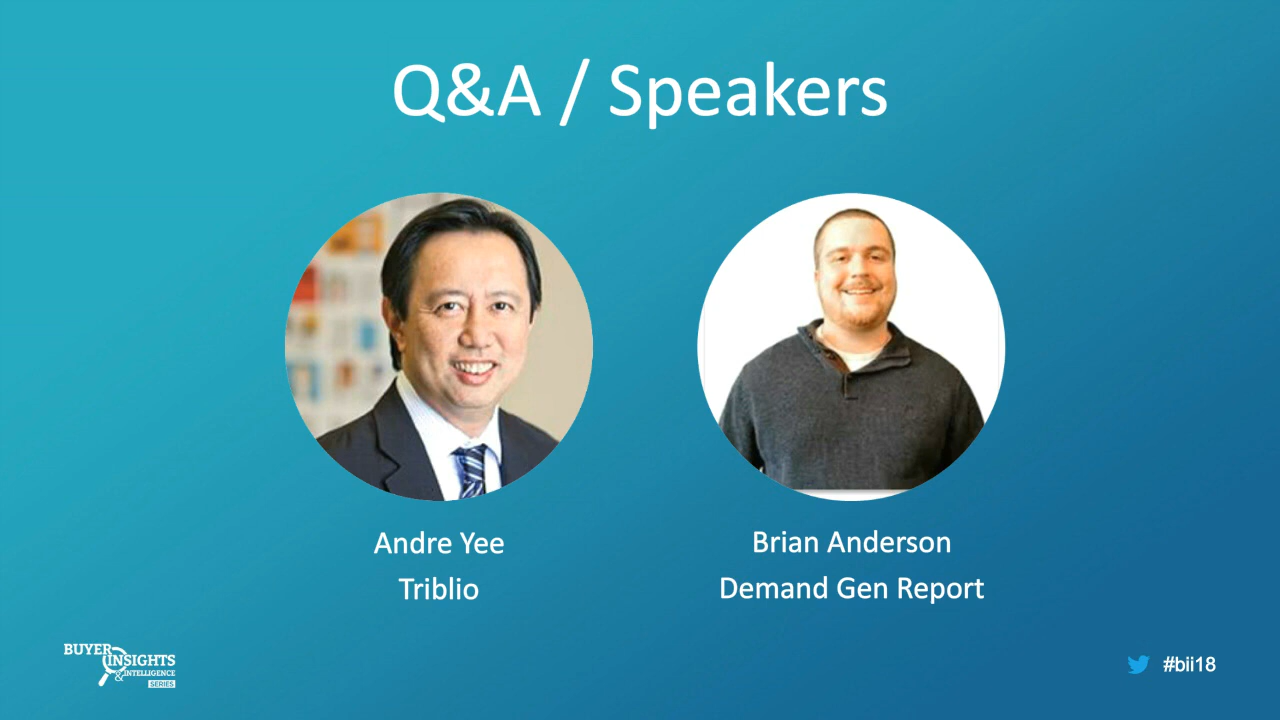 Q&A / Speakers
Andre Yee
Triblio
Brian Anderson
Demand Gen Report
BUYER
INSIGHTS
& INTELLIGENCE
SERIES
#bii18